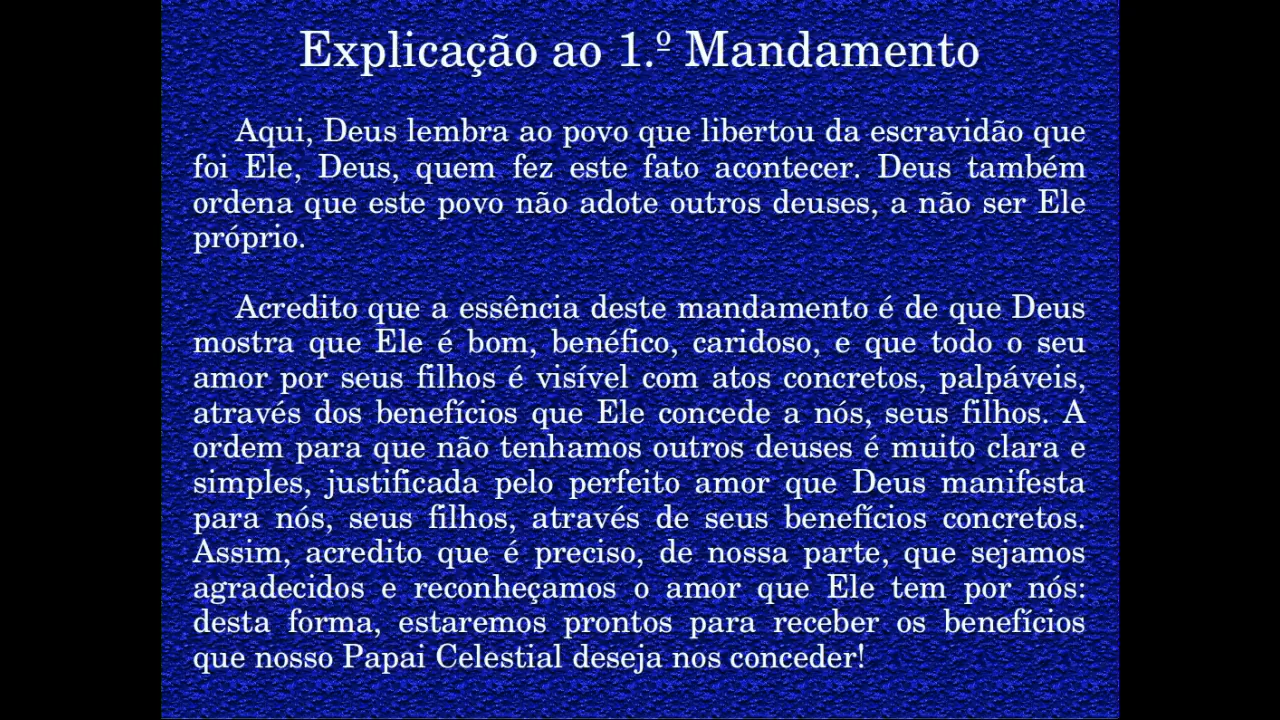 Explicação ao 1.º Mandamento
Aqui, Deus lembra ao povo que libertou da escravidão que
foi Ele, Deus, quem fez este fato acontecer. Deus também
ordena que este povo não adote outros deuses, a não ser Ele
próprio.
Acredito que a essência deste mandamento é de que Deus
mostra que Ele é bom, benéfico, caridoso, e que todo o seu
amor por seus filhos é visível com atos concretos, palpáveis,
através dos benefícios que Ele concede a nós, seus filhos. A
ordem para que não tenhamos outros deuses é muito clara e
simples, justificada pelo perfeito amor que Deus manifesta
para nós, seus filhos, através de seus benefícios concretos.
Assim, acredito que é preciso, de nossa parte, que sejamos
agradecidos e reconheçamos o amor que Ele tem por nós:
desta forma, estaremos prontos para receber os benefícios
que nosso Papai Celestial deseja nos conceder!